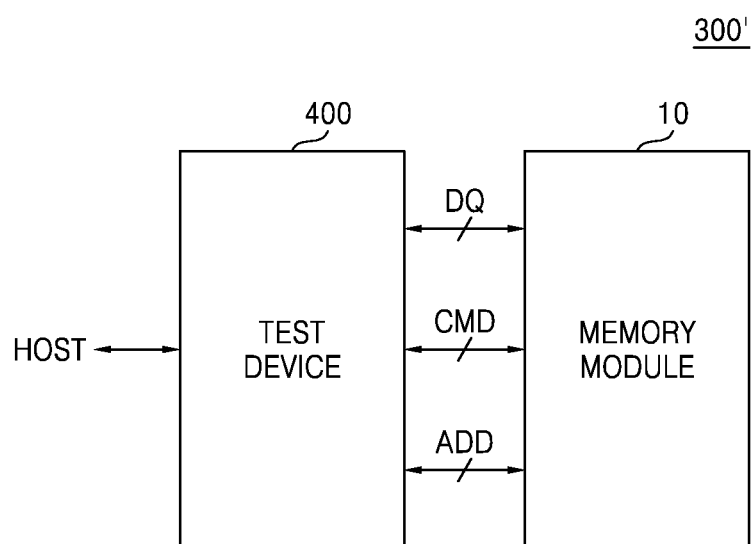 300'
400
10
DQ
HOST
TEST
DEVICE
CMD
MEMORY
MODULE
ADD